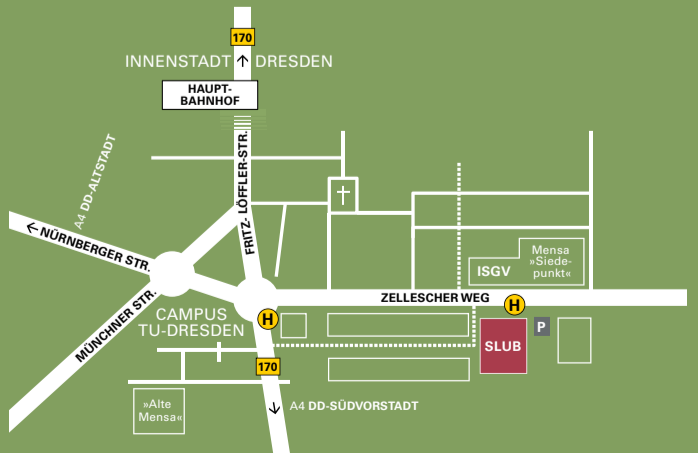 170
INNENSTADT DRESDEN
HAUPT-
BAHNHOF
A4 DD-ALTSTADT
FRITZ- LÖFFLER-STR.
NÜRNBERGER STR.
MÜNCHNER STR.
CAMPUS
TU-DRESDEN
H
ZELLESCHER WEG
H
ISGV
Mensa
»Siede-
punkt«
P
SLUB
170
»Alte
Mensa«
A4 DD-SÜDVORSTADT